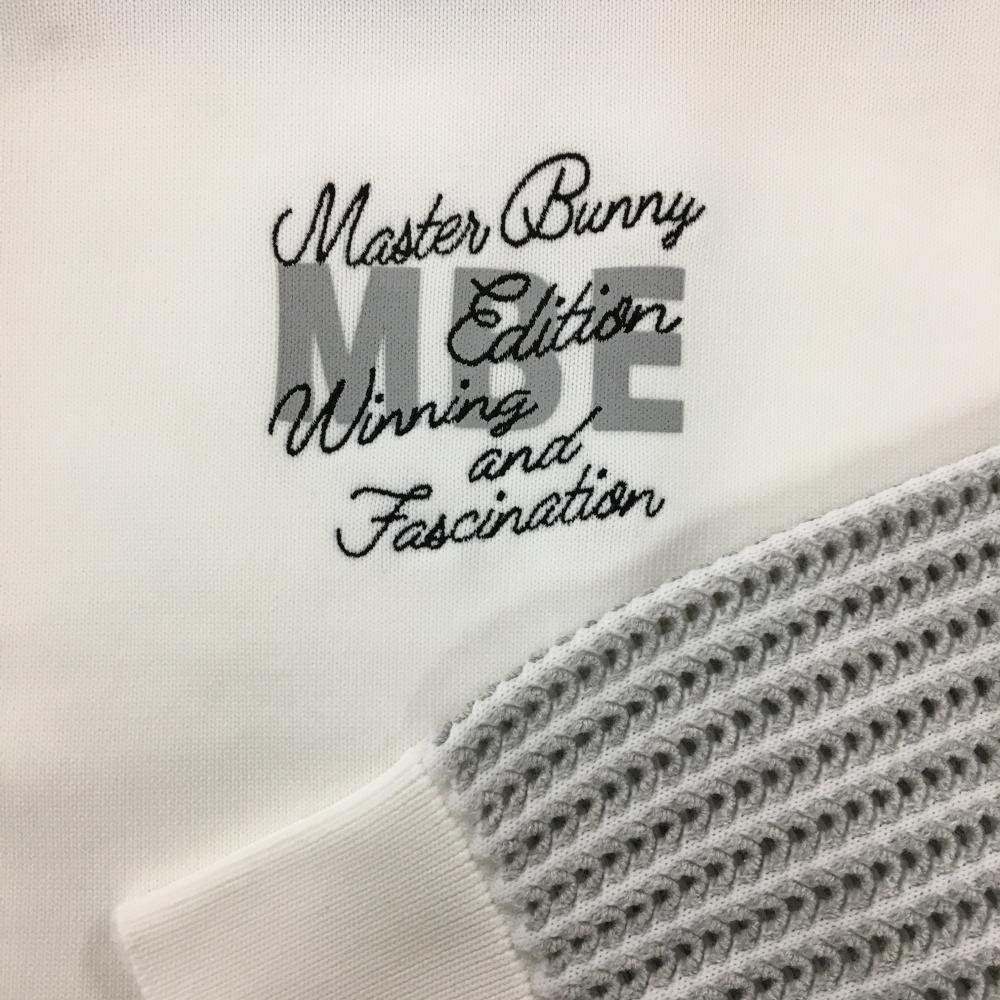 Master Bunny
MBE
Edition
Winning
and
Fascination